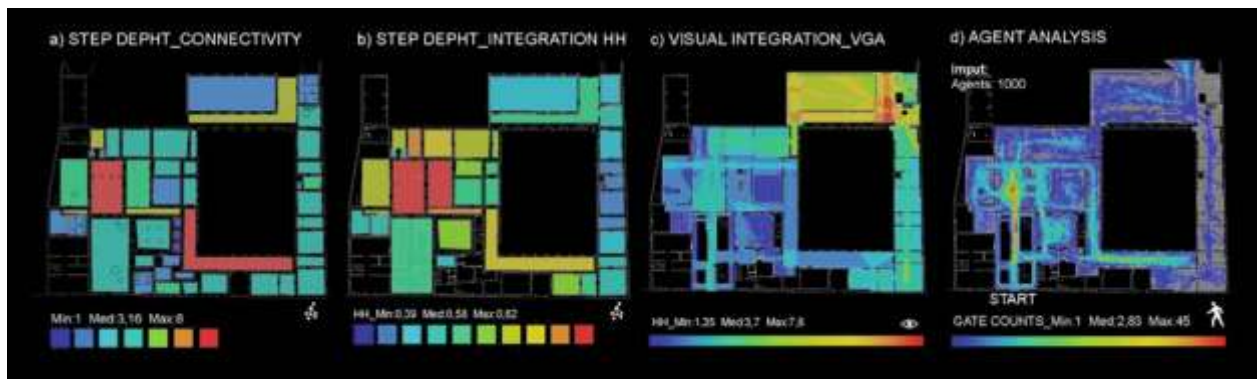 a) STEP DEPHT_CONNECTIVITY
b) STEP DEPHT_INTEGRATION HH
c) VISUAL INTEGRATION_VGA
d) AGENT ANALYSIS
Imput:
Agents: 1000
START
Min:1 Med:3,16 Max:8
HH_Min:0,39 Med:0,58 Max:0,82
HH_Min:1,35 Med:3,7 Max:7,6
GATE COUNTS_Min:1 Med:2,83 Max:45